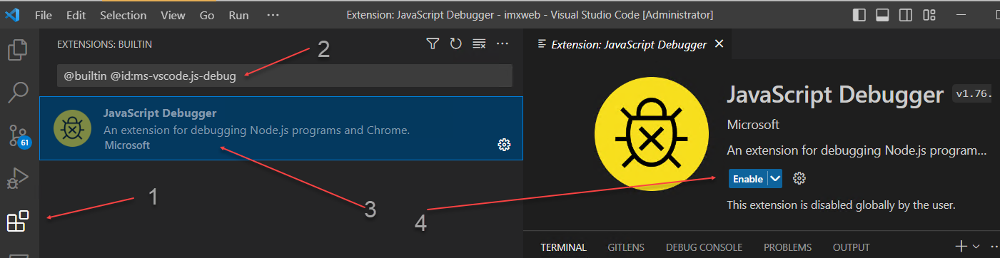 File Edit Selection View Go Run ··· Extension: JavaScript Debugger - imxweb - Visual Studio Code [Administrator]
EXTENSIONS: BUILTIN
2
Extension: JavaScript Debugger
@builtin @id:ms-vscode.js-debug
JavaScript Debugger
An extension for debugging Node.js programs and Chrome.
Microsoft
61
JavaScript Debugger v1.76.
Microsoft
An extension for debugging Node.js program...
Enable
This extension is disabled globally by the user.
1
3
4
TERMINAL GITLENS DEBUG CONSOLE PROBLEMS OUTPUT